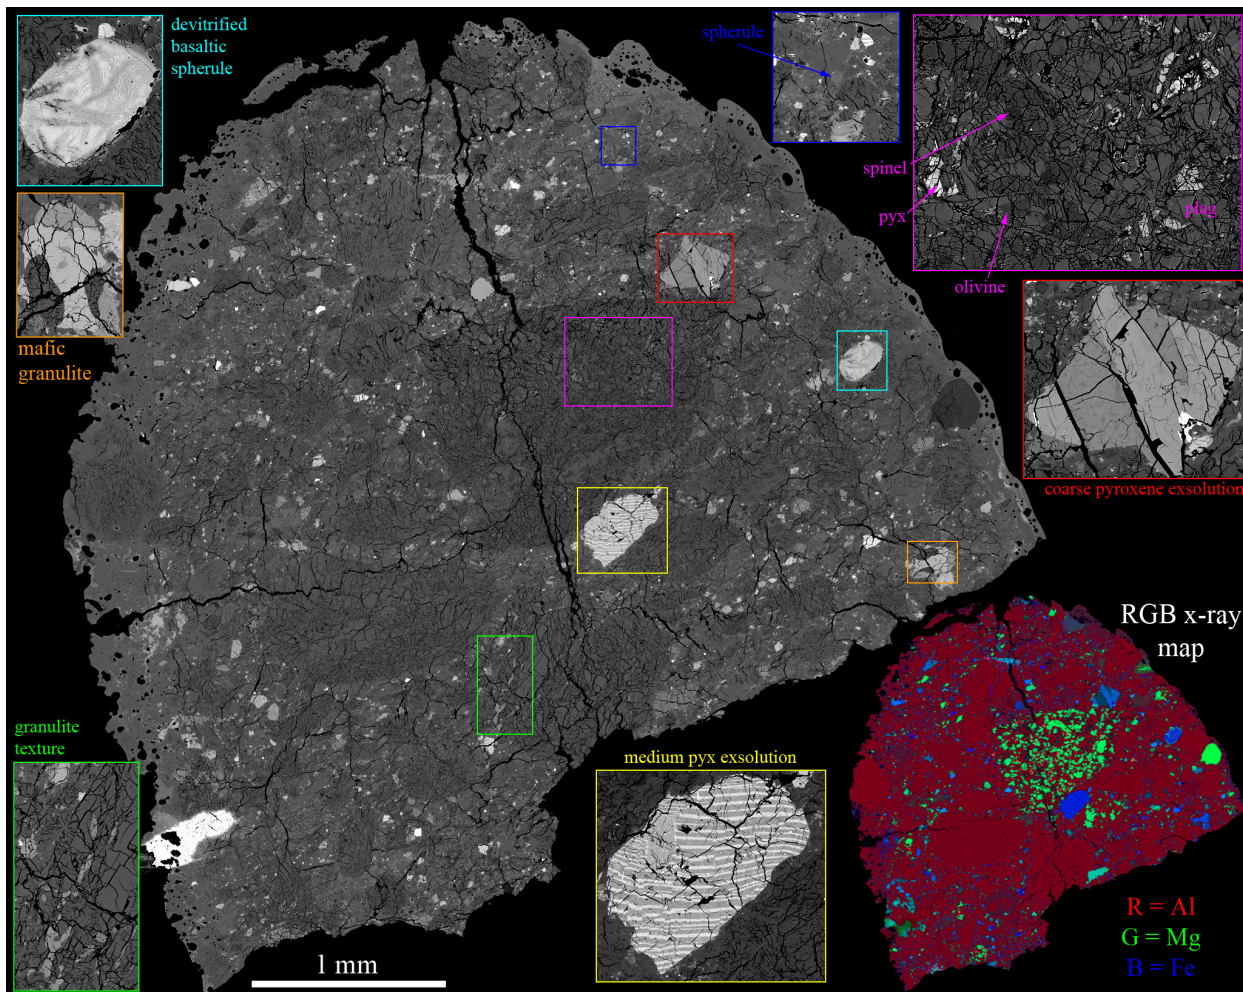 devitrified
basaltic
spherule
spherule
spinel
pyx
plag
olivine
mafic
granulite
coarse pyroxene exsolution
RGB x-ray
map
granulite
texture
medium pyx exsolution
R = Al
G = Mg
B = Fe
1 mm